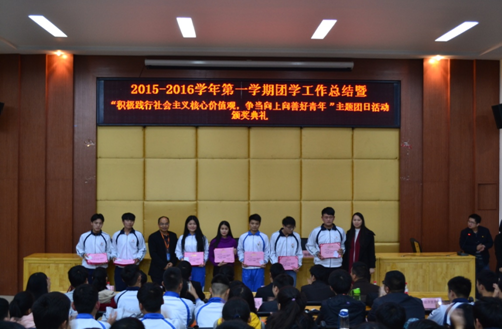 2015-2016学年第一学期团学工作总结暨
“积极践行社会主义核心价值观，争当向上向善好青年”主题团日活动
颁奖典礼